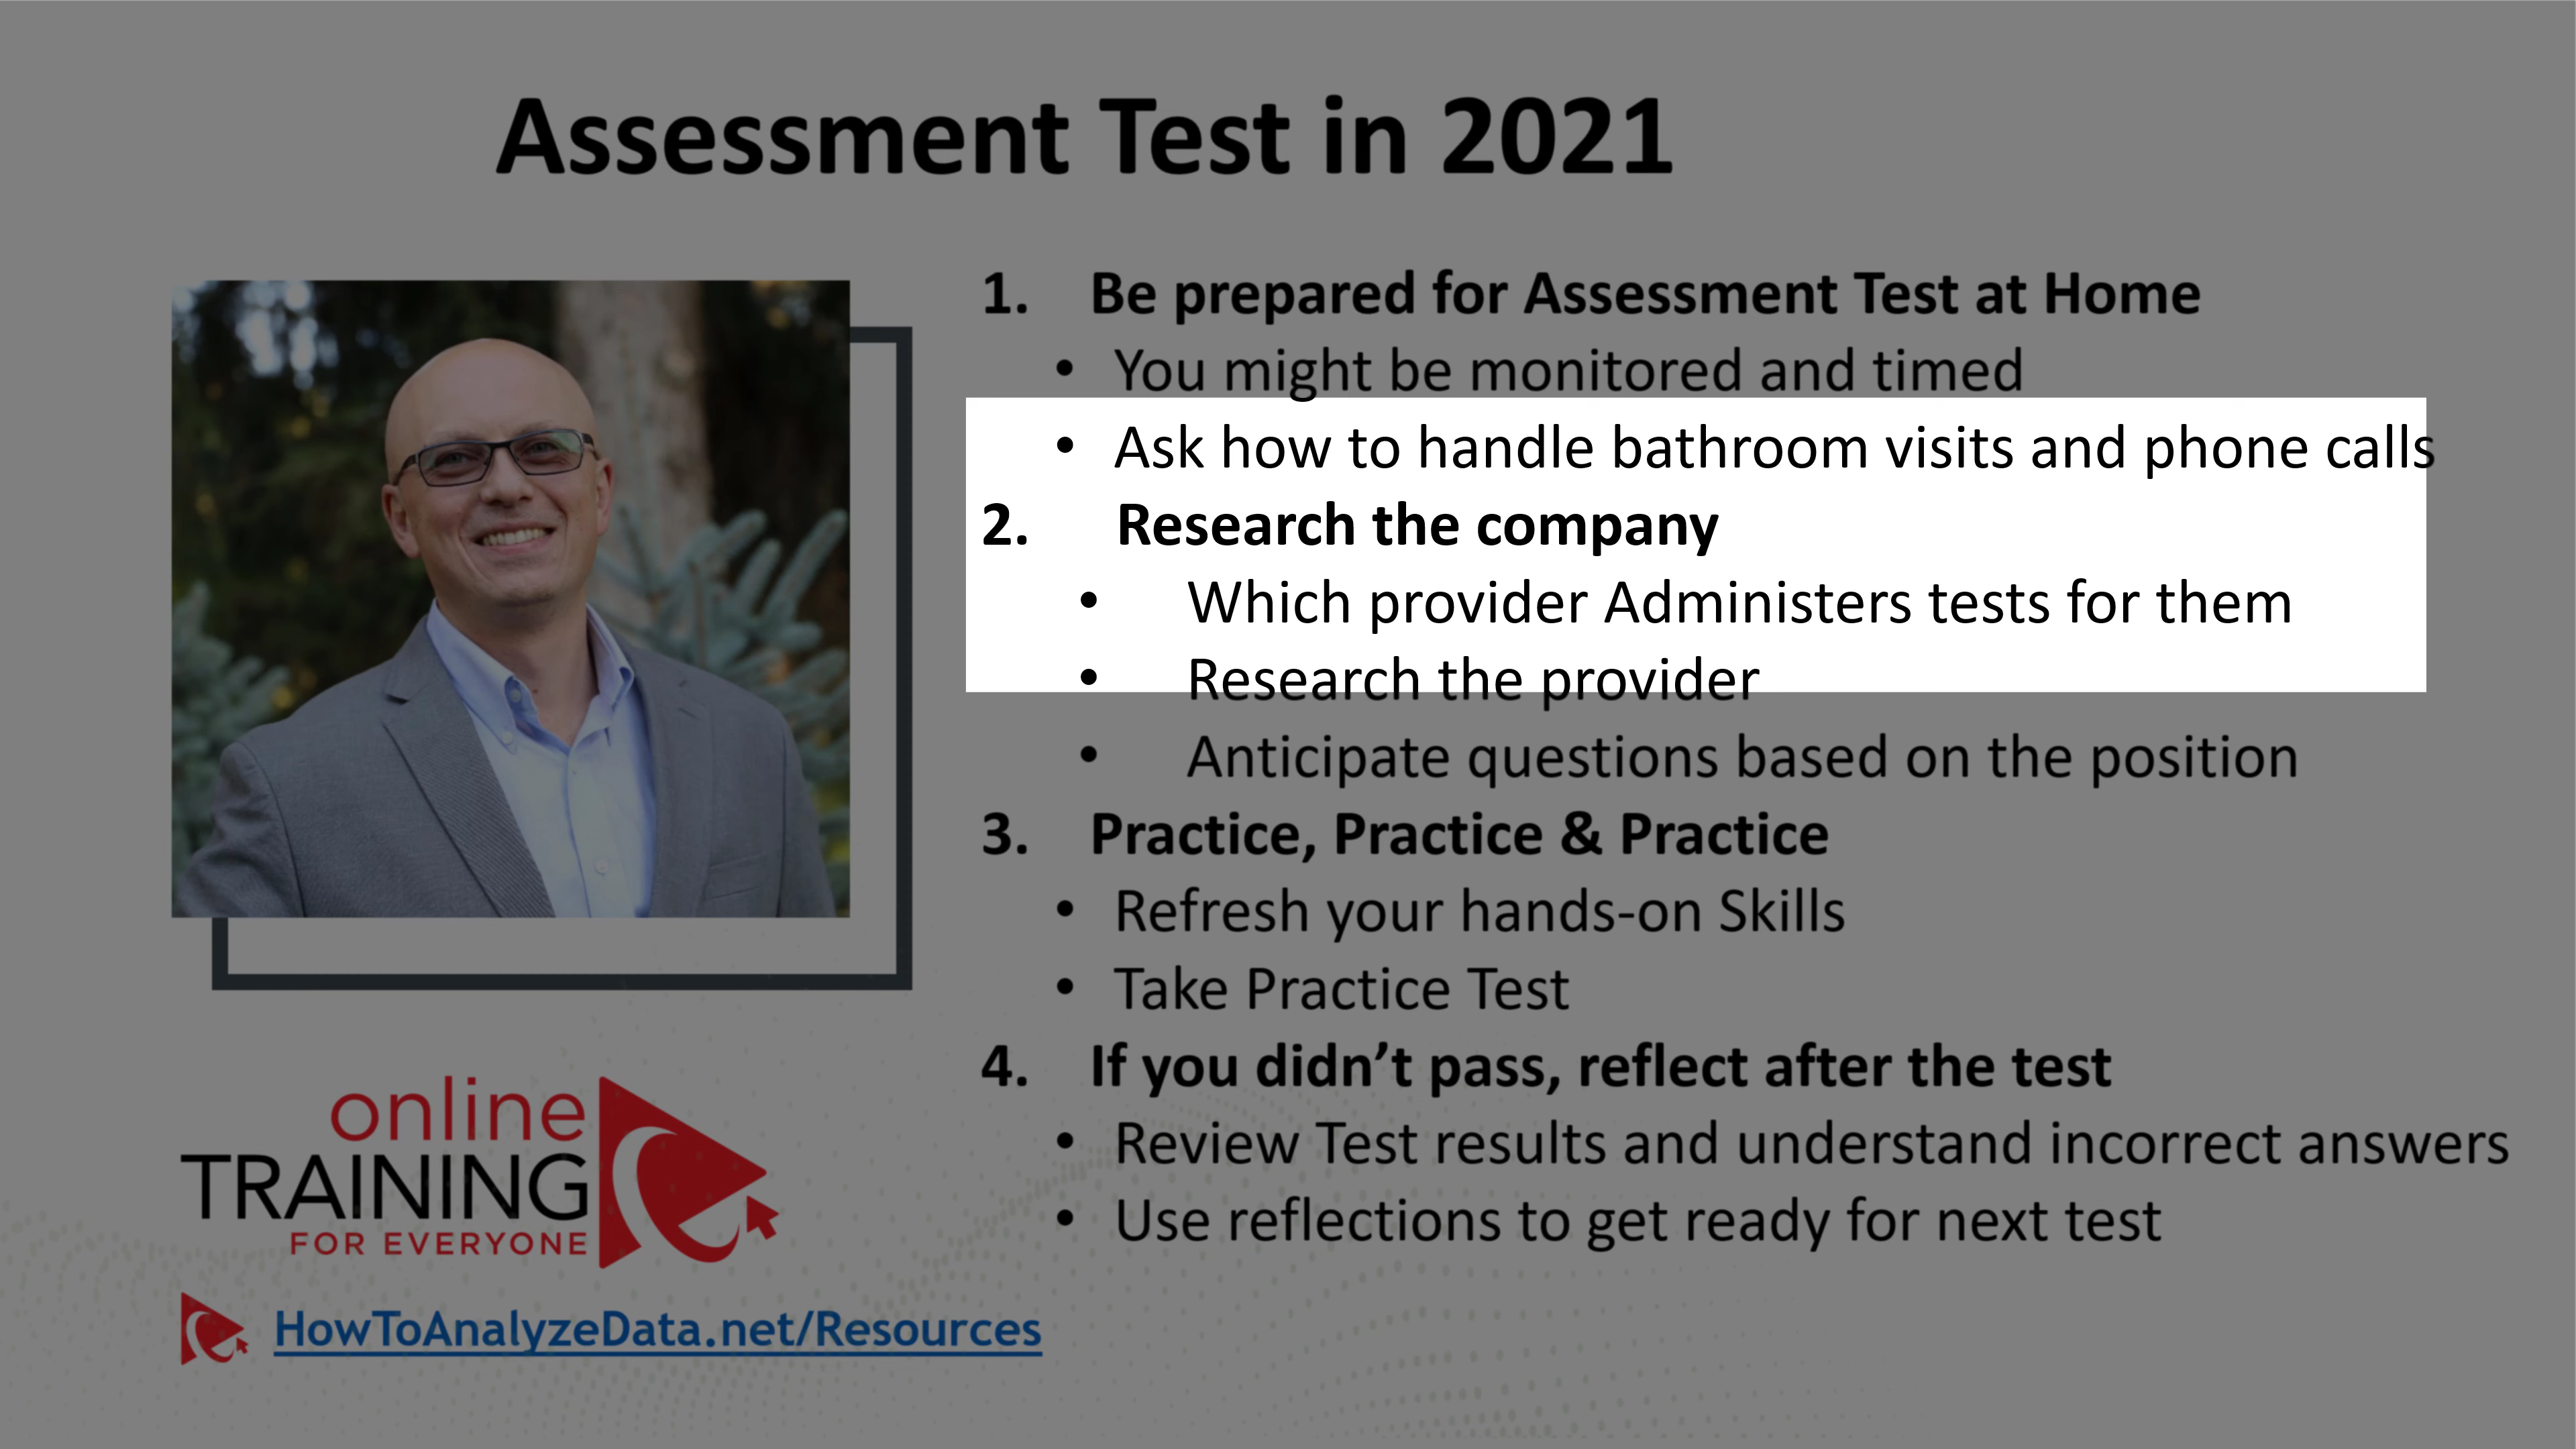 Assessment Test in 2021
1. Be prepared for Assessment Test at Home
• You might be monitored and timed
• Ask how to handle bathroom visits and phone calls
2. Research the company
• Which provider Administers tests for them
• Research the provider
• Anticipate questions based on the position
3. Practice, Practice & Practice
• Refresh your hands-on Skills
• Take Practice Test
4. If you didn’t pass, reflect after the test
• Review Test results and understand incorrect answers
• Use reflections to get ready for next test
online
TRAINING
FOR EVERYONE
HowToAnalyzeData.net/Resources